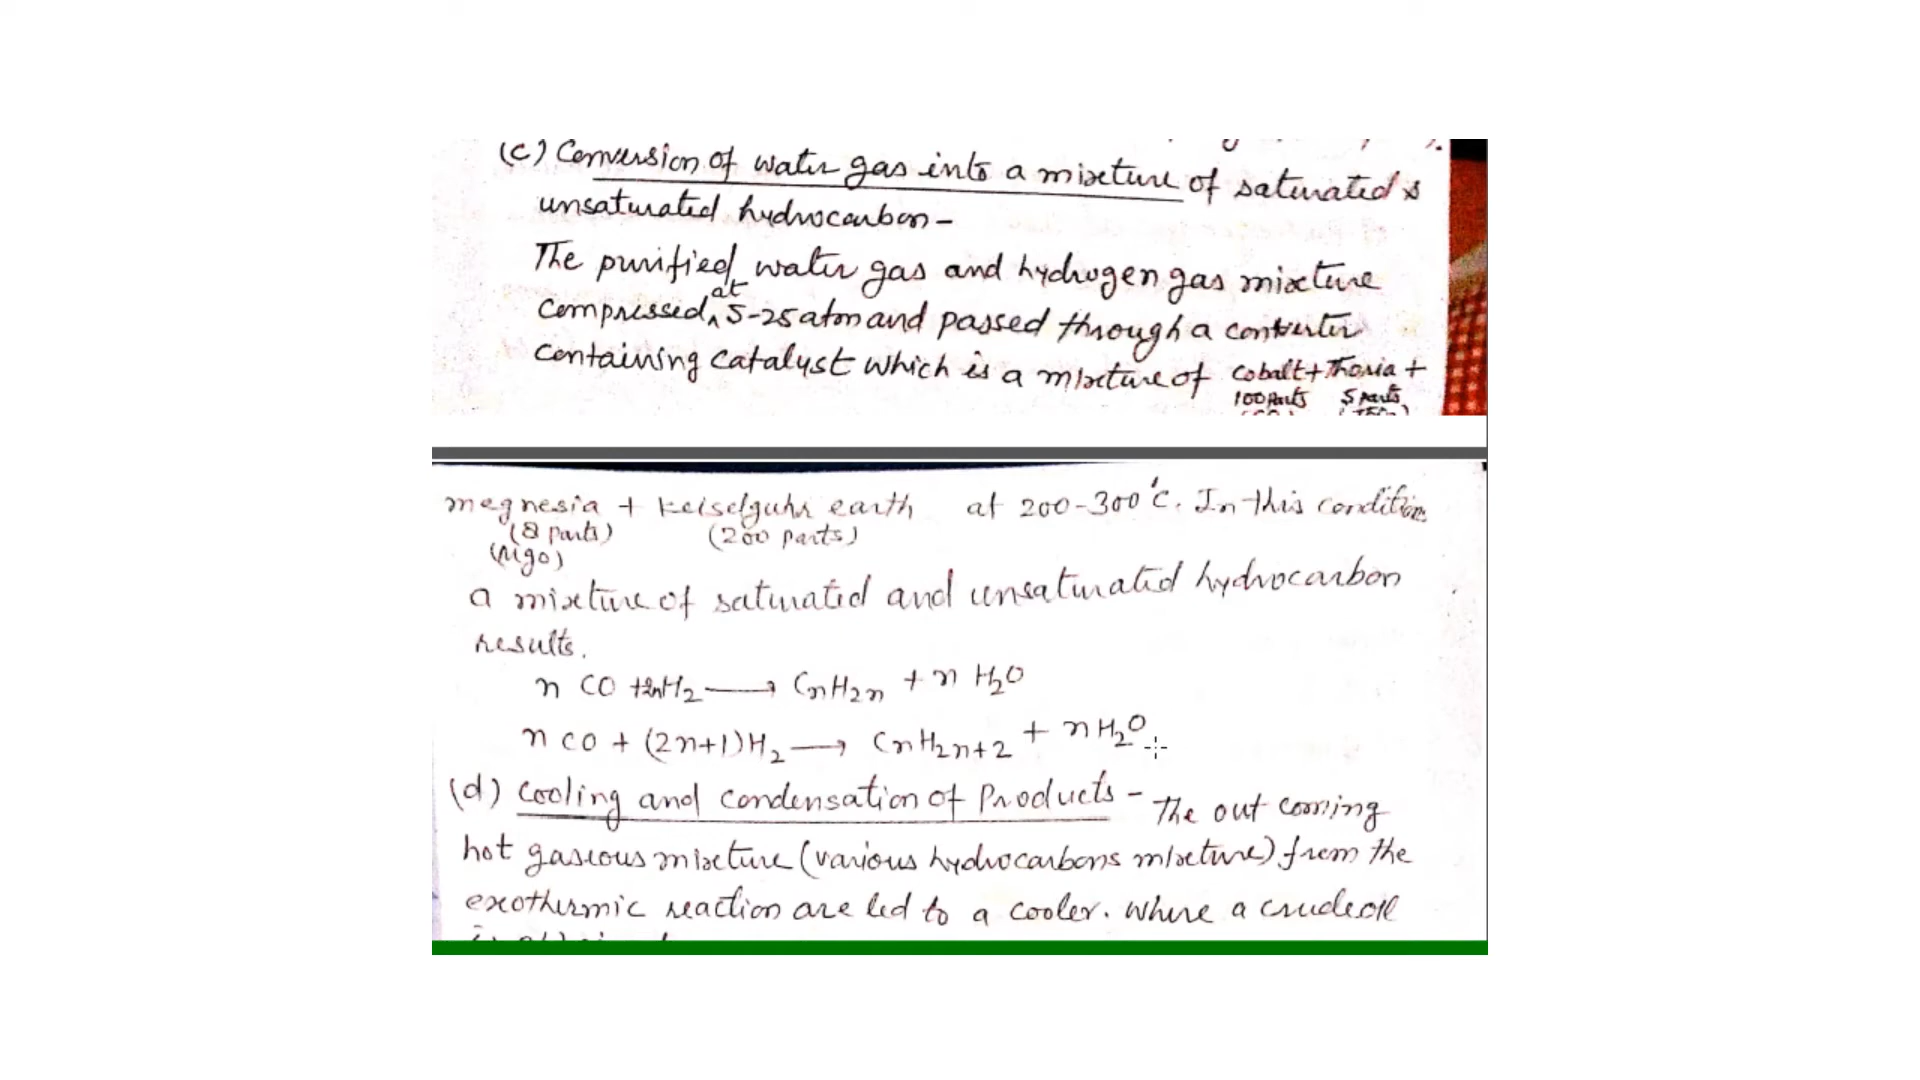 (c) Conversion of water gas into a mixture of saturated &
unsaturated hydrocarbon -
The purified water gas and hydrogen gas mixture
at
compressed ^ 5-25 atm and passed through a converter
containing catalyst which is a mixture of cobalt + Thoria +
100 parts 5 parts
megnesia + keiselguhr earth at 200-300°C. In this condition
(8 parts) (200 parts)
(MgO)
a mixture of saturated and unsaturated hydrocarbon
results.
n CO + 2nH2 → CnH2n + n H2O
n CO + (2n+1)H2 → CnH2n+2 + nH2O
(d) Cooling and condensation of Products - The out coming
hot gaseous mixture (various hydrocarbons mixture) from the
exothermic reaction are led to a cooler. Where a crude oil